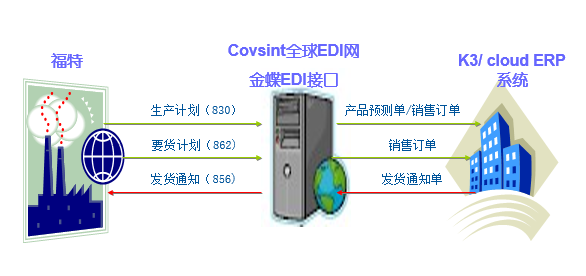 福特
Covsint全球EDI网
金蝶EDI接口
K3/ cloud ERP
系统
生产计划（830）
产品预测单/销售订单
要货计划（862）
销售订单
发货通知（856）
发货通知单